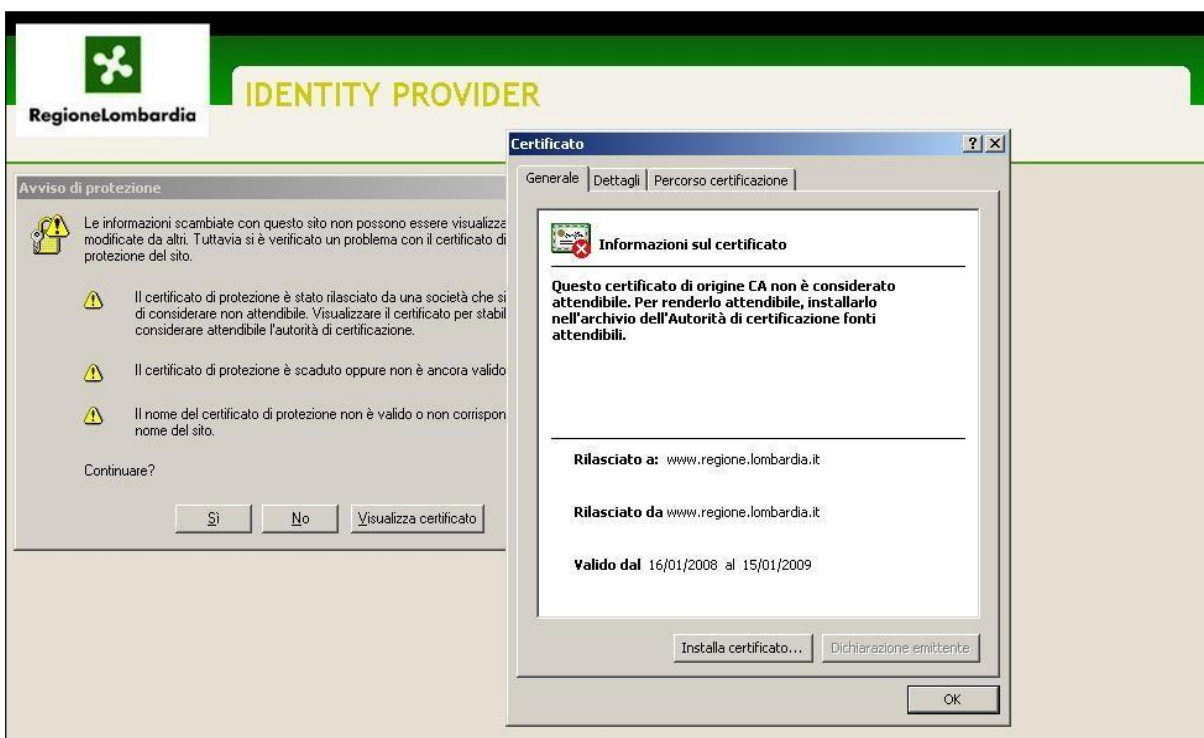 RegioneLombardia
IDENTITY PROVIDER
Avviso di protezione
Le informazioni scambiate con questo sito non possono essere
modificate da altri. Tuttavia si è verificato un problema con il certificato di
protezione del sito.
Il certificato di protezione è stato rilasciato da una società che si
di considerare non attendibile. Visualizzare il certificato per
considerare attendibile l'autorità di certificazione.
Il certificato di protezione è scaduto oppure non è ancora valido
Il nome del certificato di protezione non è valido o non
nome del sito.
Continuare?
Sì No Visualizza certificato
Certificato
Generale Dettagli Percorso certificazione
Informazioni sul certificato
Questo certificato di origine CA non è considerato
attendibile. Per renderlo attendibile, installarlo
nell'archivio dell'Autorità di certificazione fonti
attendibili.
Rilasciato a: www.regione.lombardia.it
Rilasciato da www.regione.lombardia.it
Valido dal 16/01/2008 al 15/01/2009
Installa certificato... Dichiarazione emittente
OK